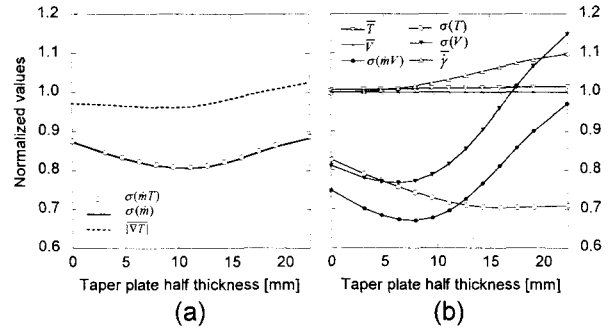 1.2
1.1
1.0
0.9
0.8
0.7
0.6
Normalized values
σ(ṁT)
σ(ṁ)
|∇T|
0 5 10 15 20
Taper plate half thickness [mm]
(a)
T̅ σ(T)
V̅ σ(V)
σ(ṁV) γ̇
1.2
1.1
1.0
0.9
0.8
0.7
0.6
0 5 10 15 20
Taper plate half thickness [mm]
(b)